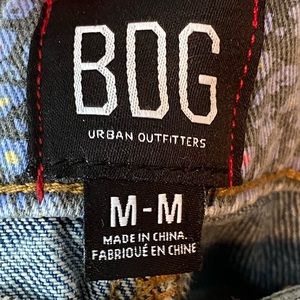 BDG
URBAN OUTFITTERS
M-M
MADE IN CHINA.
FABRIQUÉ EN CHINE